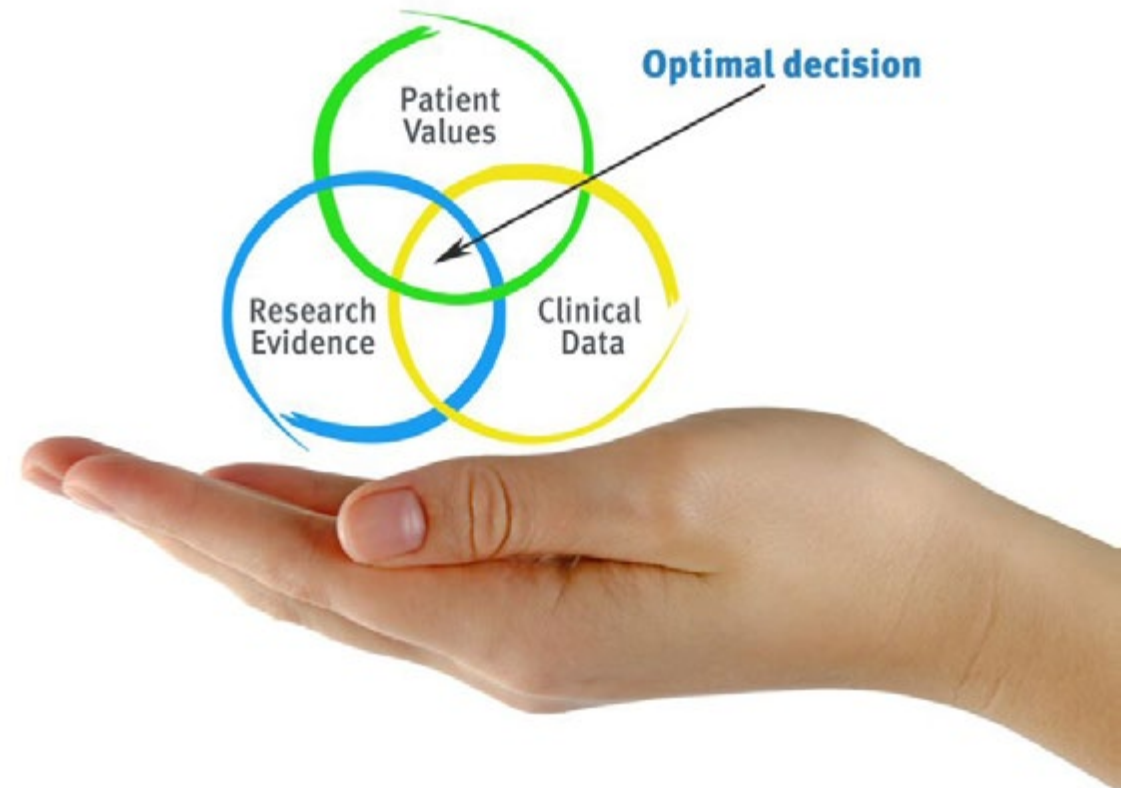 Optimal decision
Patient
Values
Research
Evidence
Clinical
Data